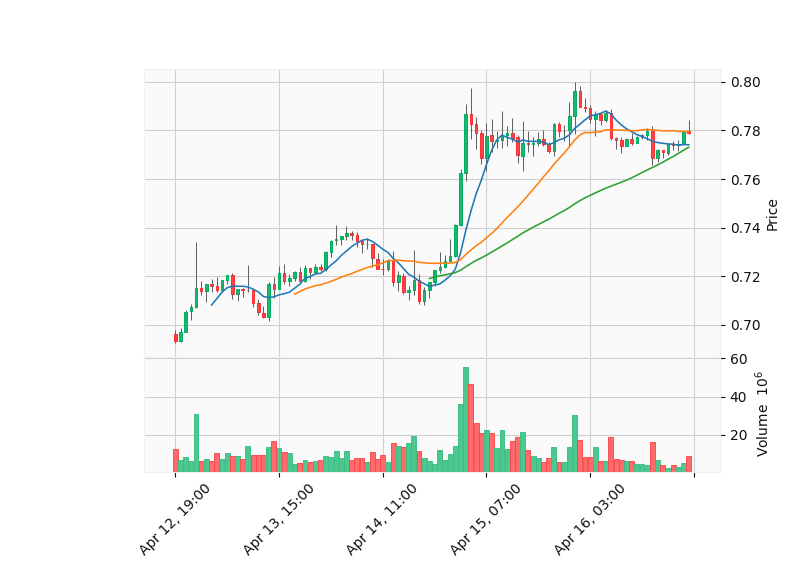 0.80
0.78
0.76
0.74
0.72
0.70
Price
60
40
20
Volume 10^6
Apr 12, 19:00
Apr 13, 15:00
Apr 14, 11:00
Apr 15, 07:00
Apr 16, 03:00